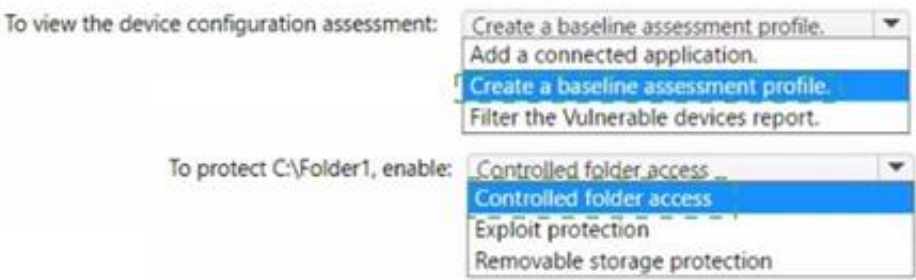 To view the device configuration assessment: Create a baseline assessment profile.
Add a connected application.
Create a baseline assessment profile.
Filter the Vulnerable devices report.
To protect C:\Folder1, enable: Controlled folder access
Controlled folder access
Exploit protection
Removable storage protection